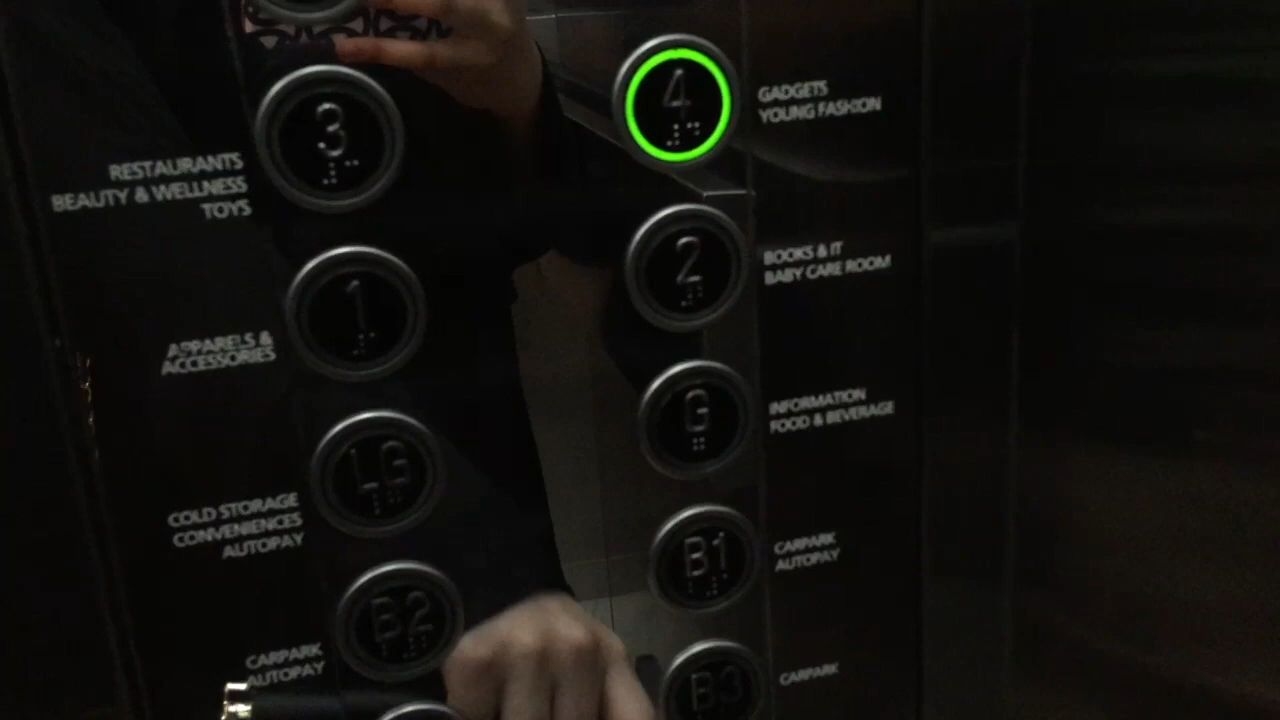 3
RESTAURANTS
BEAUTY & WELLNESS
TOYS
4
GADGETS
YOUNG FASHION
1
APPARELS &
ACCESSORIES
2
BOOKS & IT
BABY CARE ROOM
LG
COLD STORAGE
CONVENIENCES
AUTOPAY
G
INFORMATION
FOOD & BEVERAGE
B2
CARPARK
AUTOPAY
B1
CARPARK
AUTOPAY
B3
CARPARK